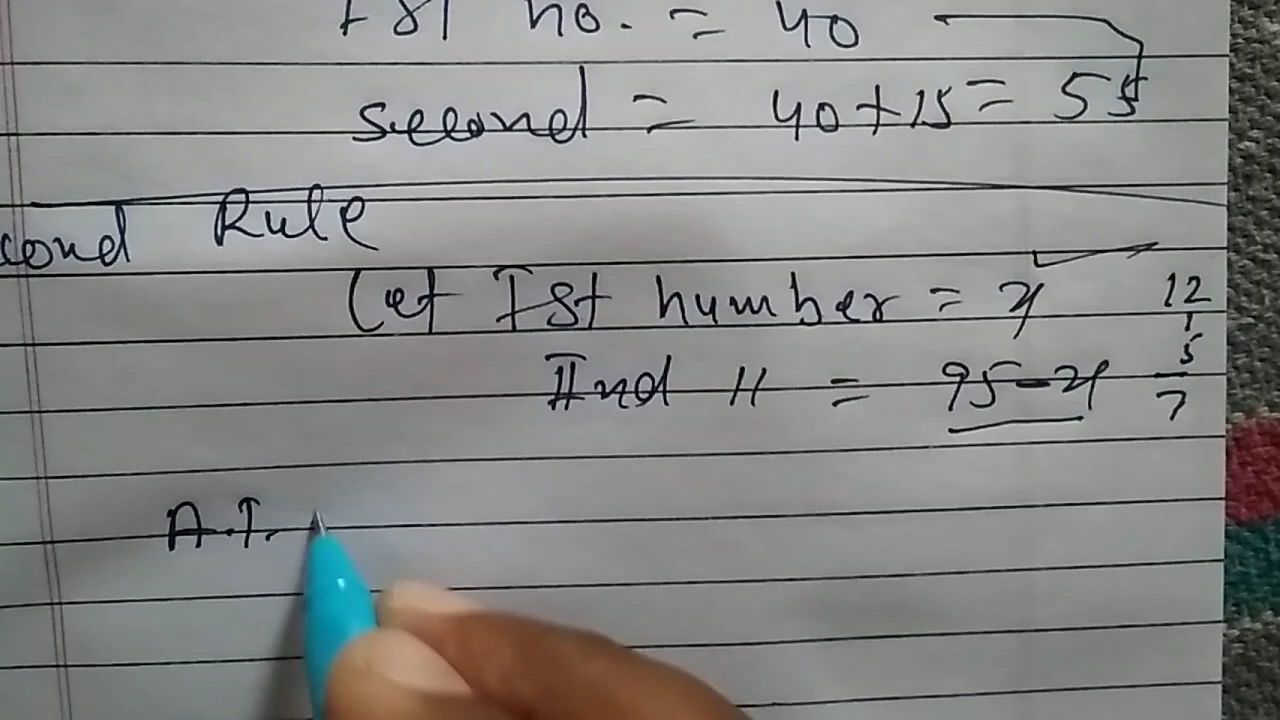 Ist no. = 40
second = 40+15= 55
cond Rule
Let Ist number = x
IInd " = 95-x
12
5
7
A.T.